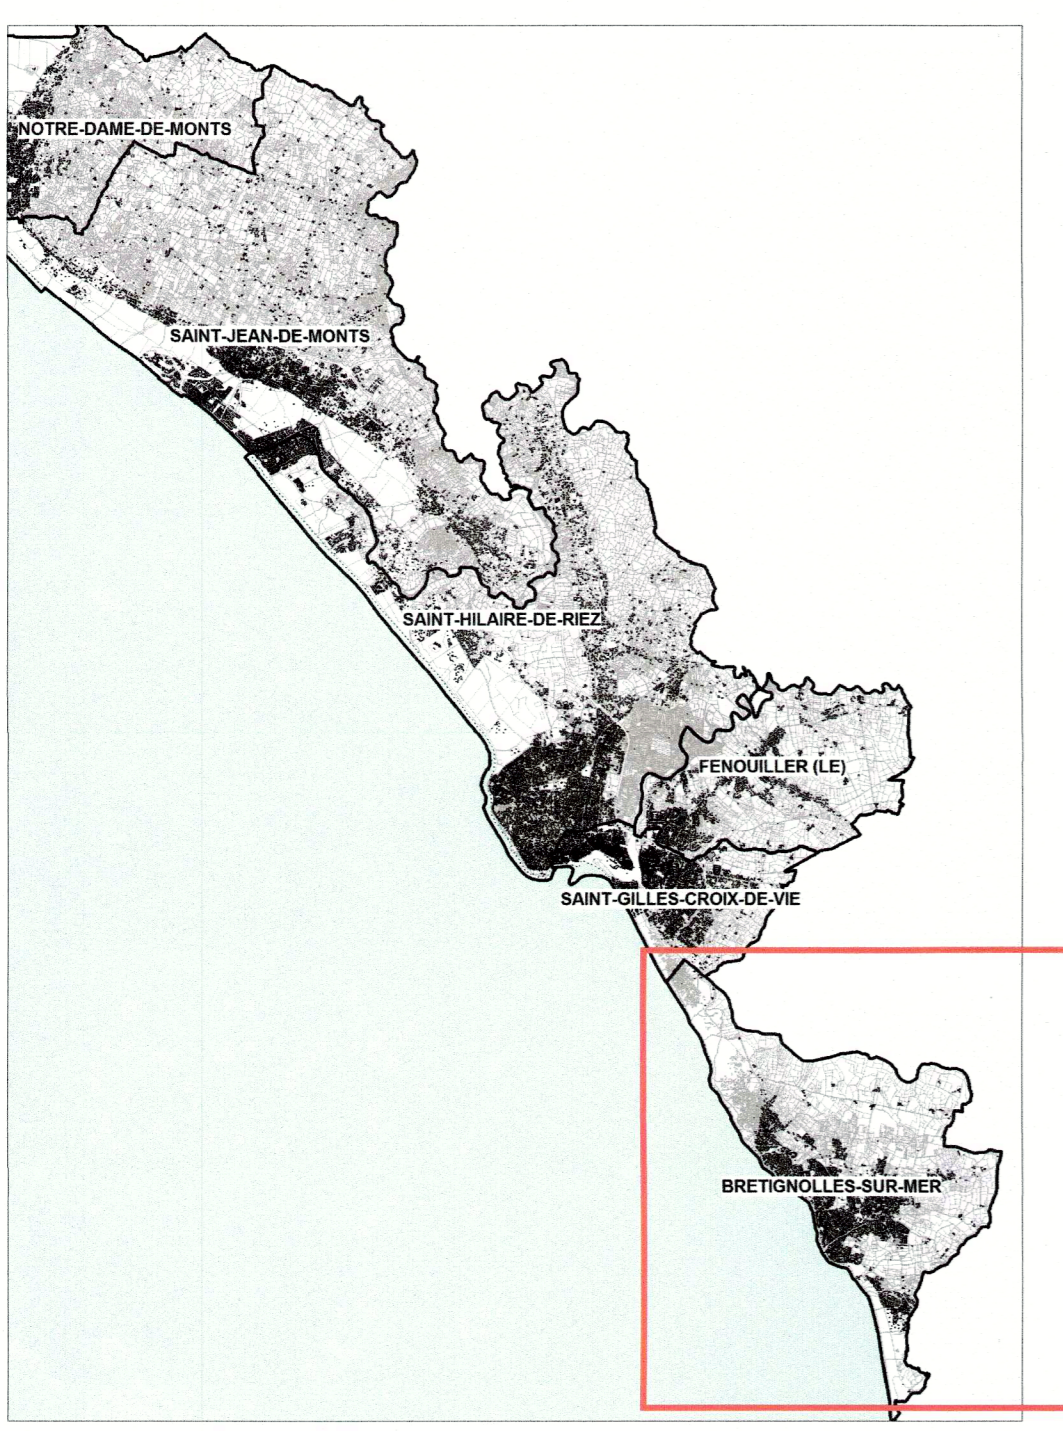 NOTRE-DAME-DE-MONTS
SAINT-JEAN-DE-MONTS
SAINT-HILAIRE-DE-RIEZ
FENOUILLER (LE)
SAINT-GILLES-CROIX-DE-VIE
BRETIGNOLLES-SUR-MER